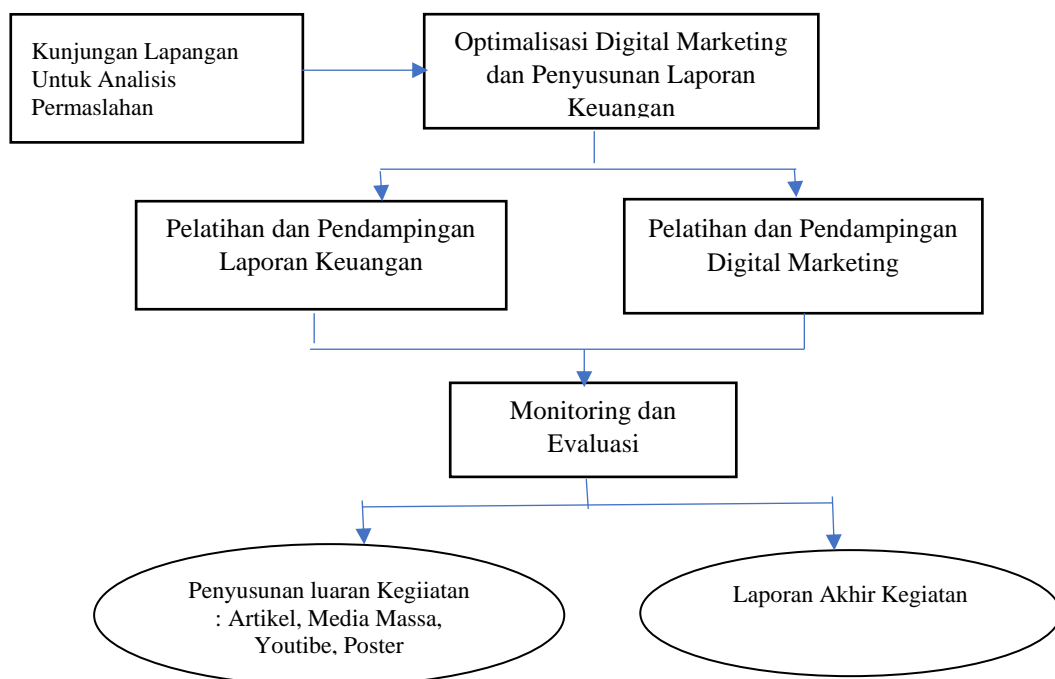 Kunjungan Lapangan
Untuk Analisis
Permaslahan
Optimalisasi Digital Marketing
dan Penyusunan Laporan
Keuangan
Pelatihan dan Pendampingan
Laporan Keuangan
Pelatihan dan Pendampingan
Digital Marketing
Monitoring dan
Evaluasi
Penyusunan luaran Kegiiatan
: Artikel, Media Massa,
Youtibe, Poster
Laporan Akhir Kegiatan